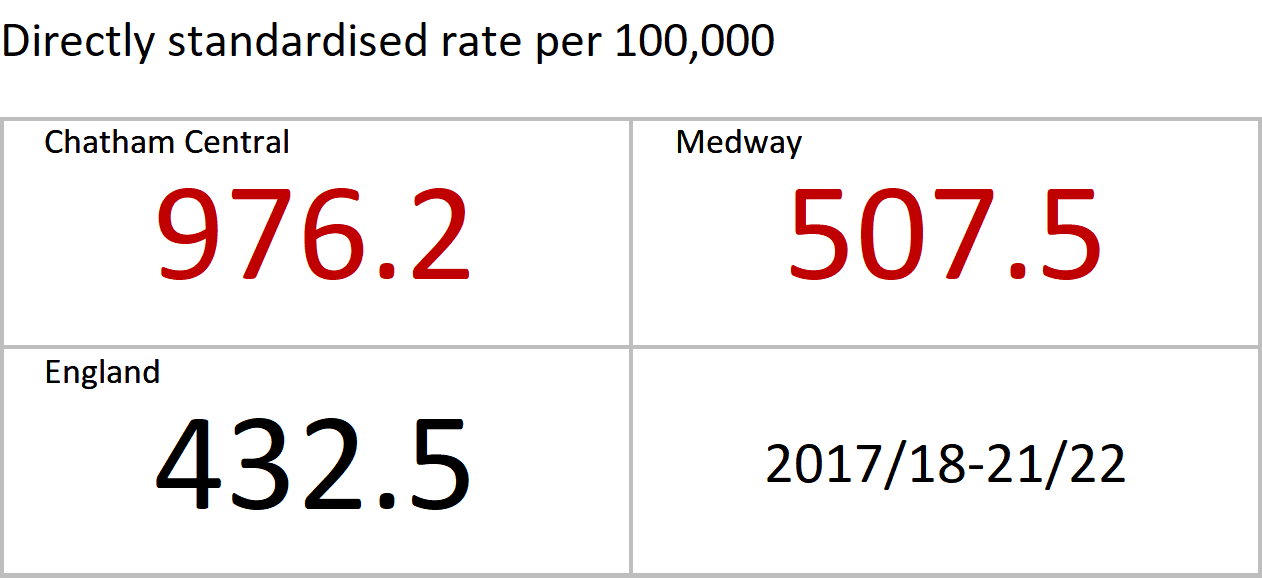 Directly standardised rate per 100,000
Chatham Central
976.2
Medway
507.5
England
432.5
2017/18-21/22